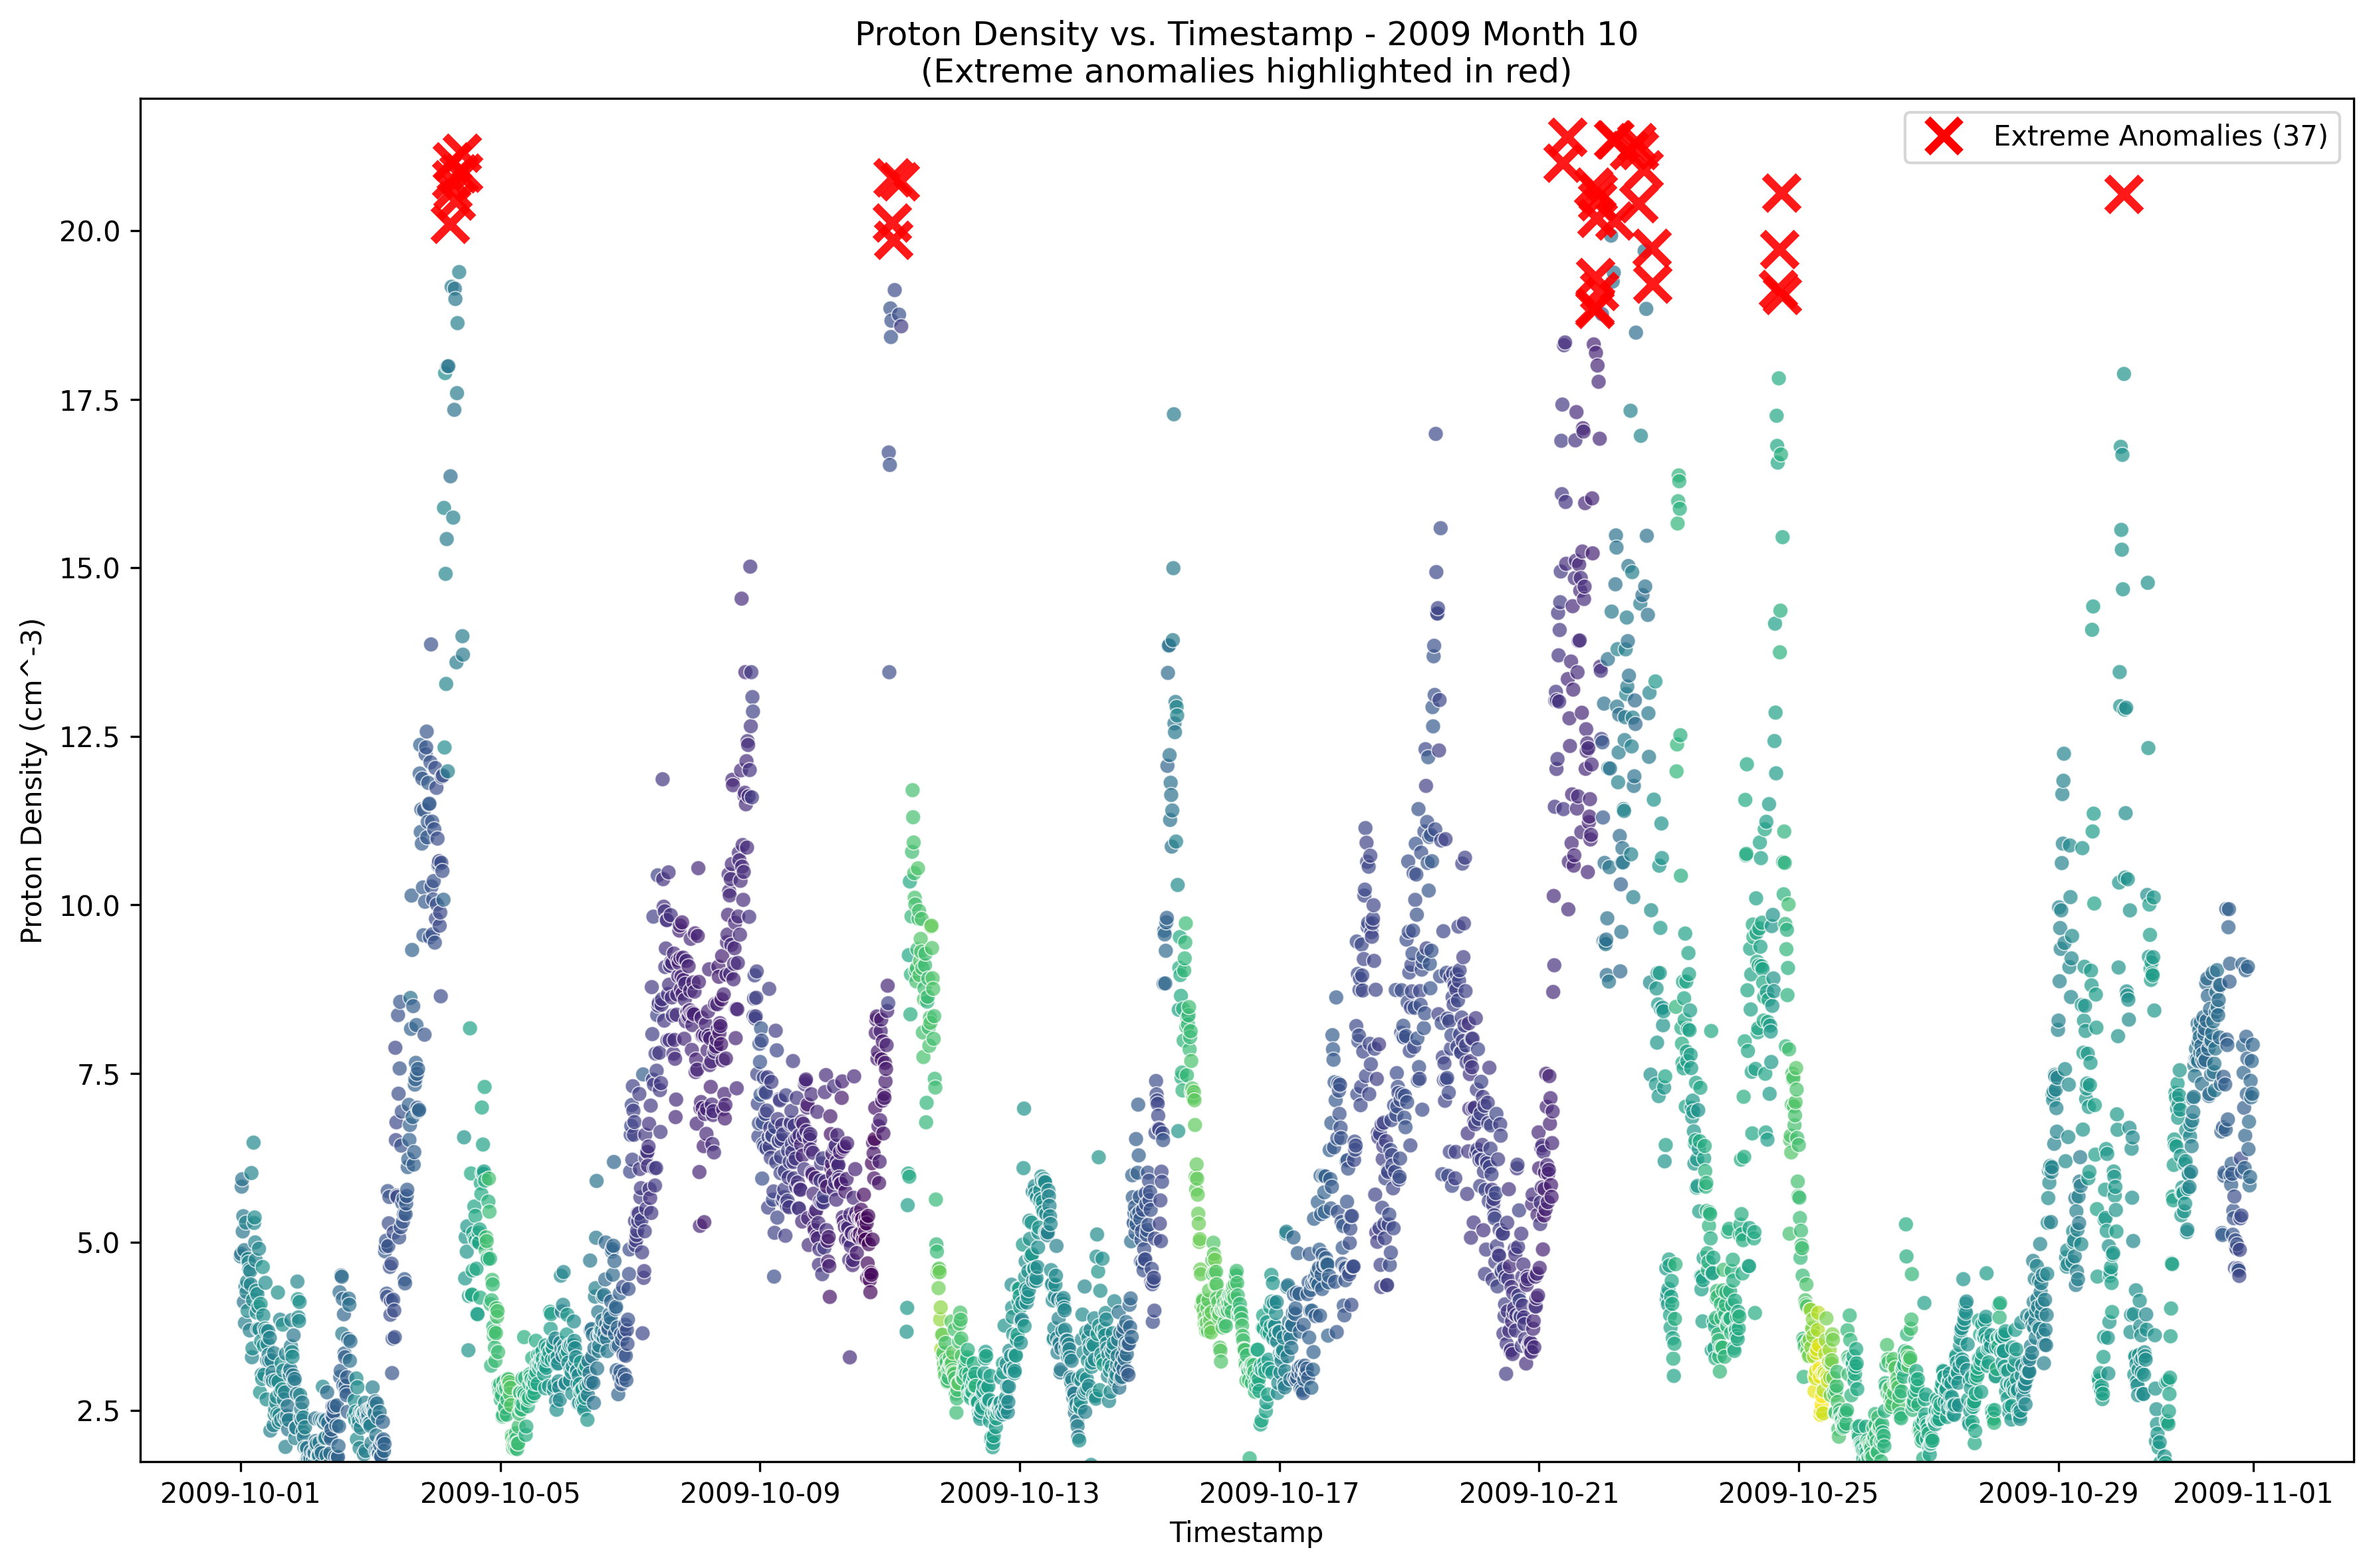 Proton Density vs. Timestamp - 2009 Month 10
(Extreme anomalies highlighted in red)
Extreme Anomalies (37)
Proton Density (cm^-3)
20.0
17.5
15.0
12.5
10.0
7.5
5.0
2.5
2009-10-01 2009-10-05 2009-10-09 2009-10-13 2009-10-17 2009-10-21 2009-10-25 2009-10-29 2009-11-01
Timestamp